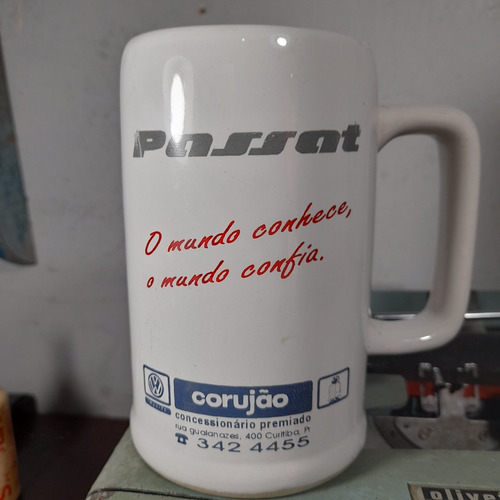 Passat
O mundo conhece,
o mundo confia.
corujão
concessionário premiado
rua guaianazes, 400 Curitiba, Pr
☎ 342 4455